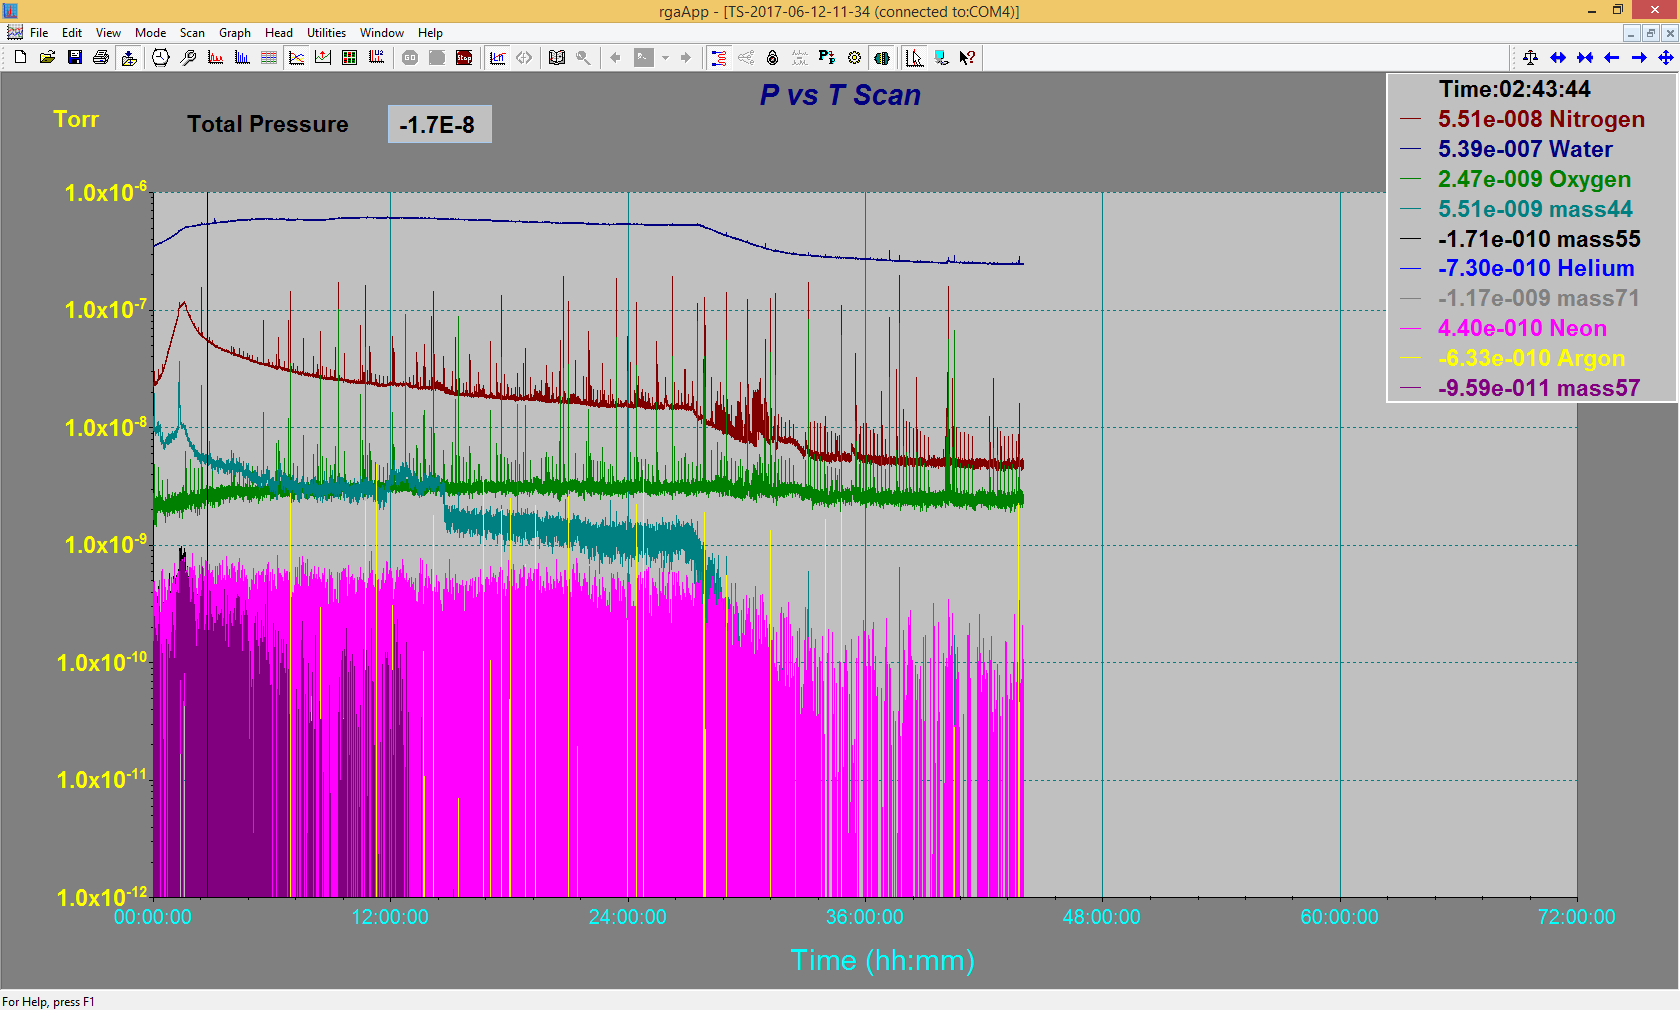 rgaApp - [TS-2017-06-12-11-34 (connected to:COM4)]
File Edit View Mode Scan Graph Head Utilities Window Help
GO Stop
P vs T Scan
Torr
Total Pressure -1.7E-8
Time:02:43:44
5.51e-008 Nitrogen
5.39e-007 Water
2.47e-009 Oxygen
5.51e-009 mass44
-1.71e-010 mass55
-7.30e-010 Helium
-1.17e-009 mass71
4.40e-010 Neon
-6.33e-010 Argon
-9.59e-011 mass57
1.0x10-6
1.0x10-7
1.0x10-8
1.0x10-9
1.0x10-10
1.0x10-11
1.0x10-12
00:00:00 12:00:00 24:00:00 36:00:00 48:00:00 60:00:00 72:00:00
Time (hh:mm)
For Help, press F1